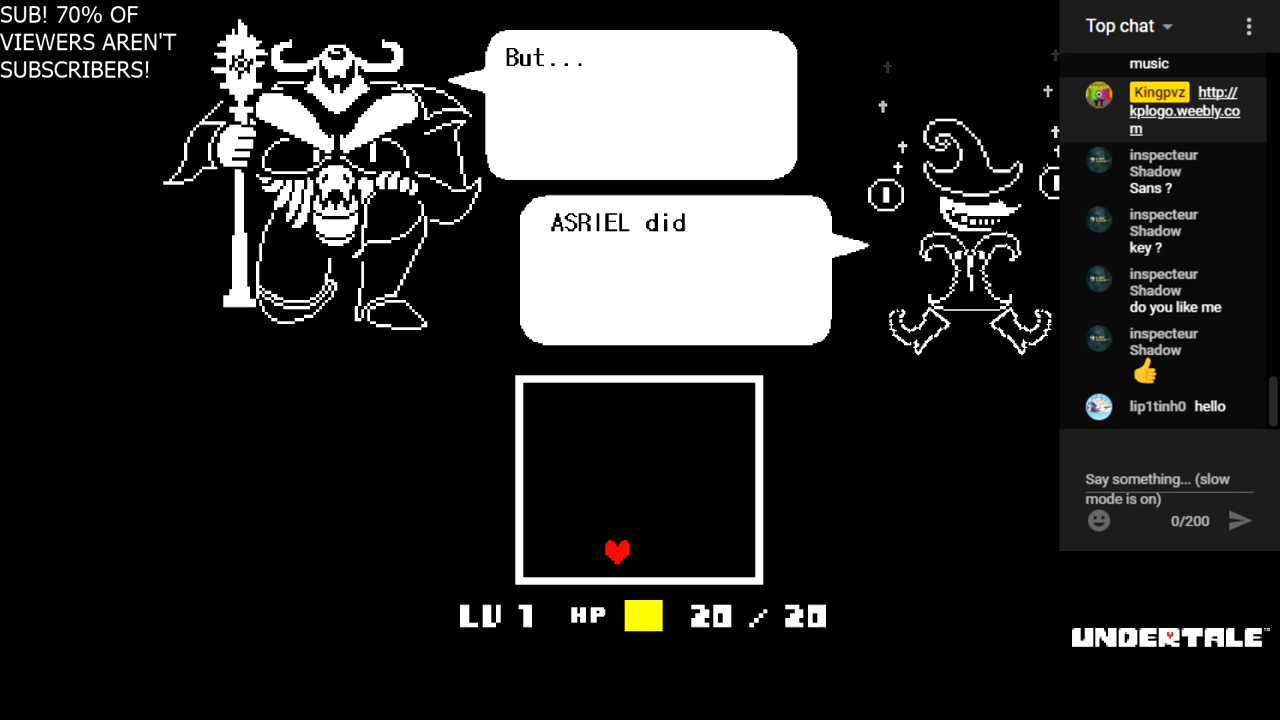 SUB! 70% OF
VIEWERS AREN'T
SUBSCRIBERS!
But...
ASRIEL did
LV 1 HP 20 / 20
Top chat
music
Kingpvz http://
kplogo.weebly.co
m
inspecteur
Shadow
Sans ?
inspecteur
Shadow
key ?
inspecteur
Shadow
do you like me
inspecteur
Shadow
lip1tinh0 hello
Say something... (slow
mode is on)
0/200
UNDERTALE